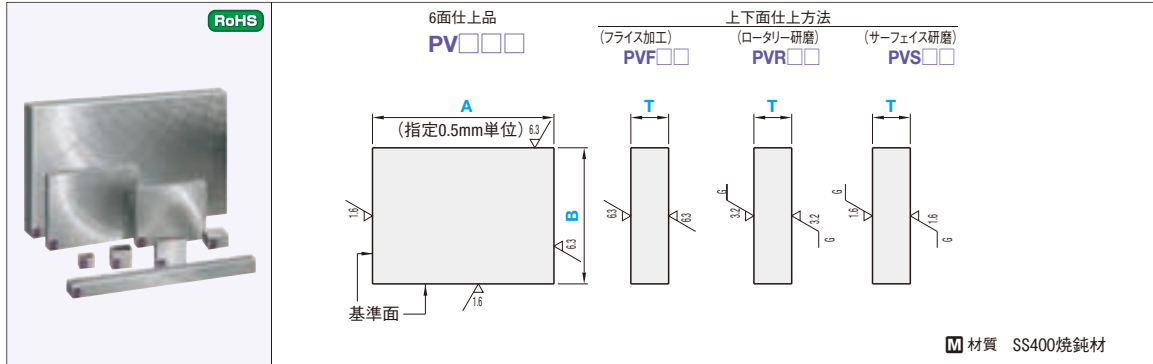 RoHS
6面仕上品
PV□□□
上下面仕上方法
(フライス加工)
PVF□□
(ロータリー研磨)
PVR□□
(サーフェイス研磨)
PVS□□
A
(指定0.5mm単位)
6.3
1.6
B
6.3
1.6
基準面
T
6.3
6.3
T
G
3.2
3.2
G
T
G
1.6
1.6
G
M 材質 SS400焼鈍材